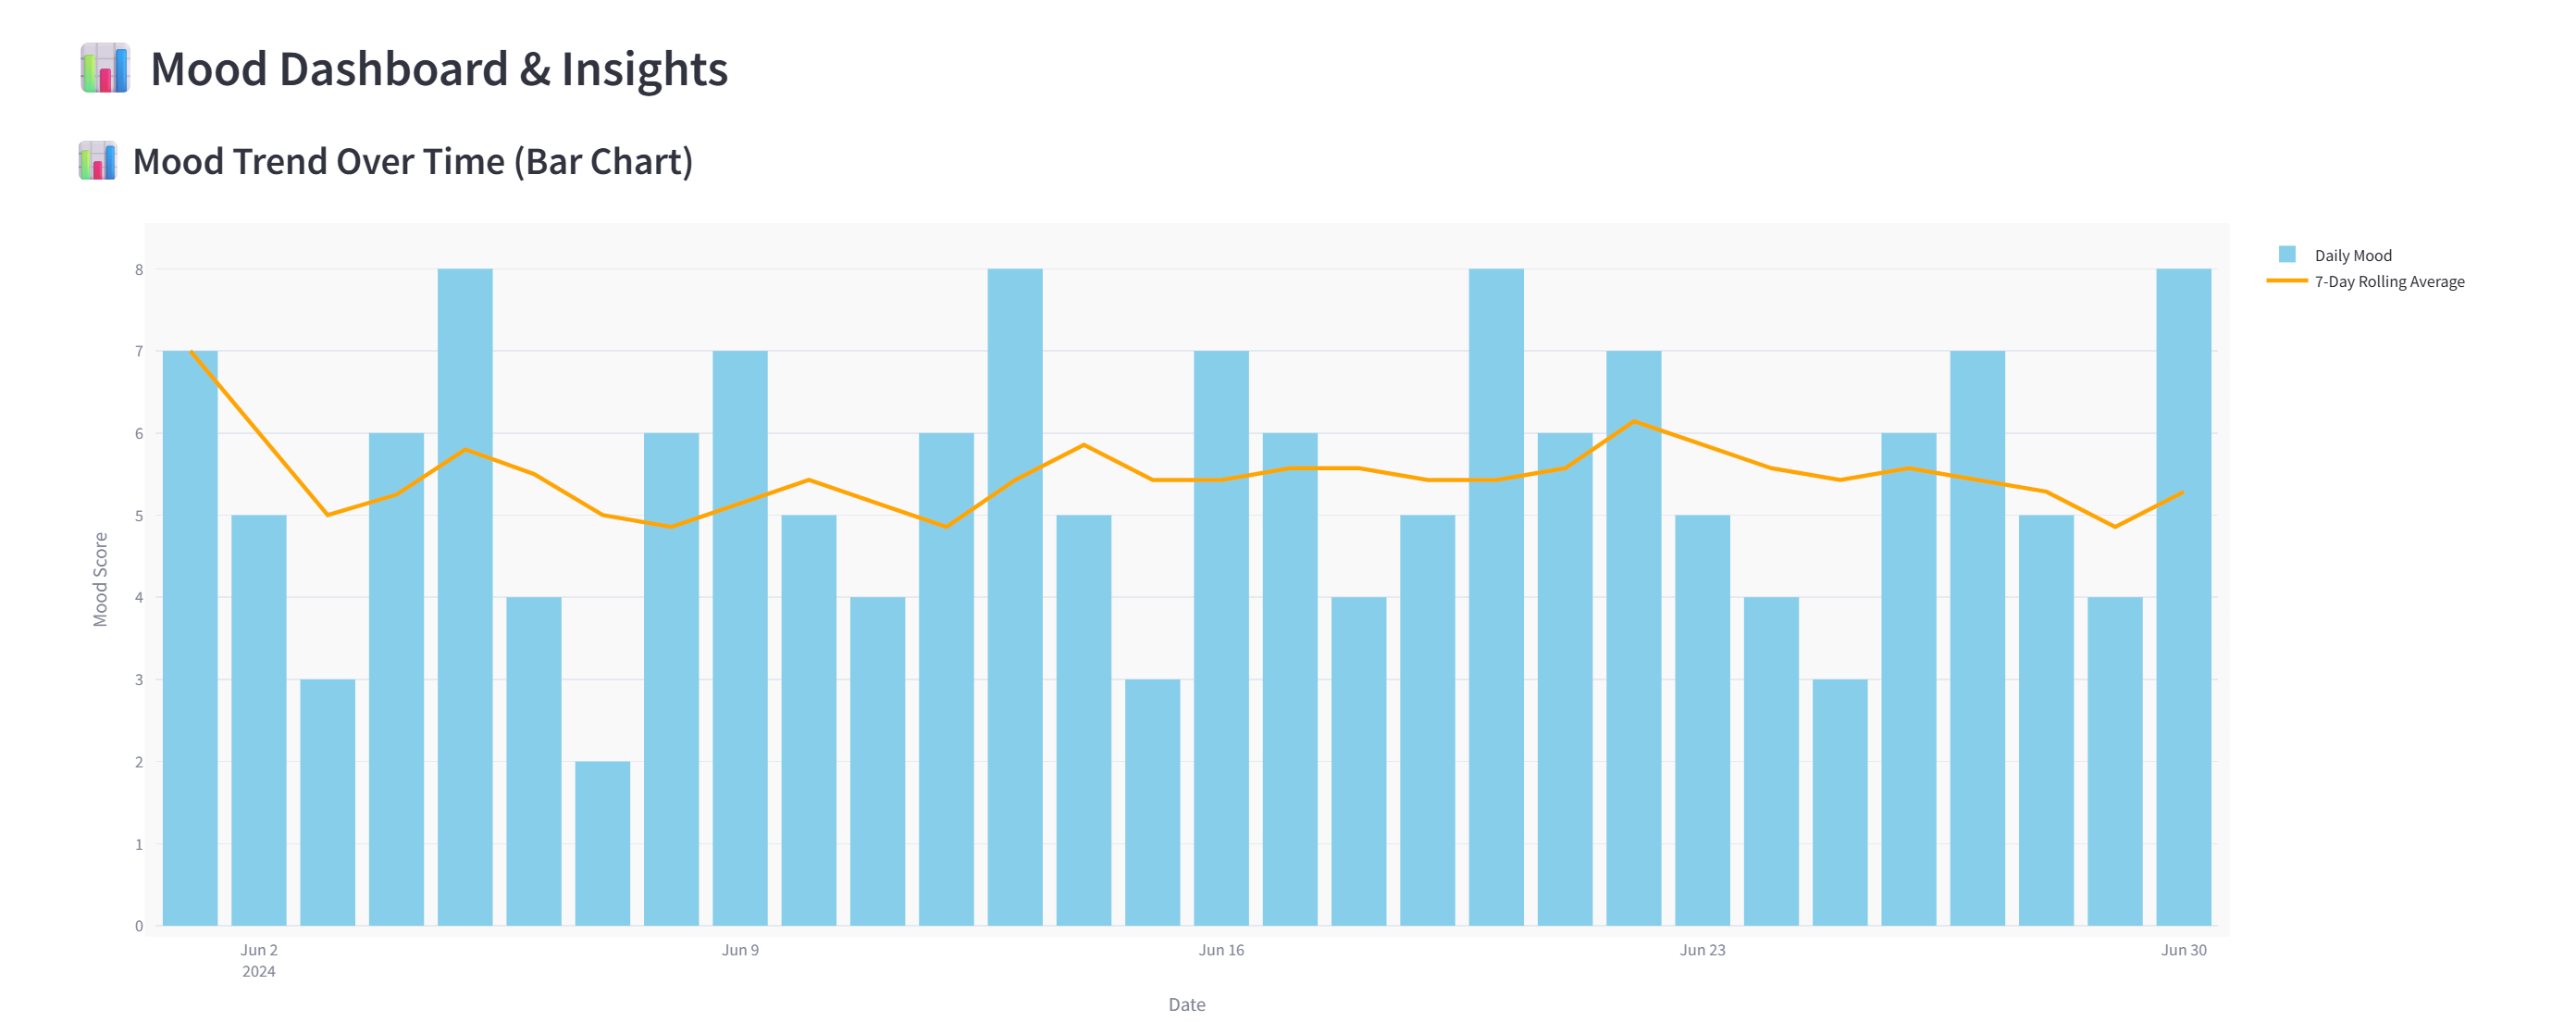 Mood Dashboard & Insights
Mood Trend Over Time (Bar Chart)
Daily Mood
7-Day Rolling Average
8
7
6
5
4
3
2
1
0
Mood Score
Jun 2
2024
Jun 9
Jun 16
Jun 23
Jun 30
Date